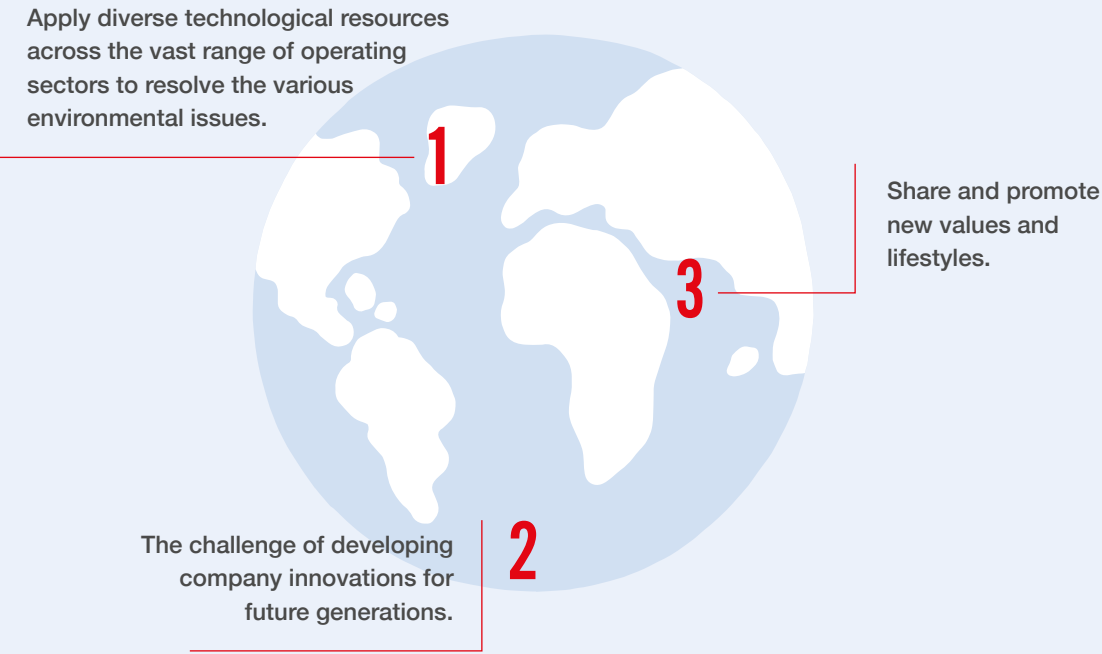 Apply diverse technological resources
across the vast range of operating
sectors to resolve the various
environmental issues.
1
Share and promote
new values and
lifestyles.
3
The challenge of developing
company innovations for
future generations.
2